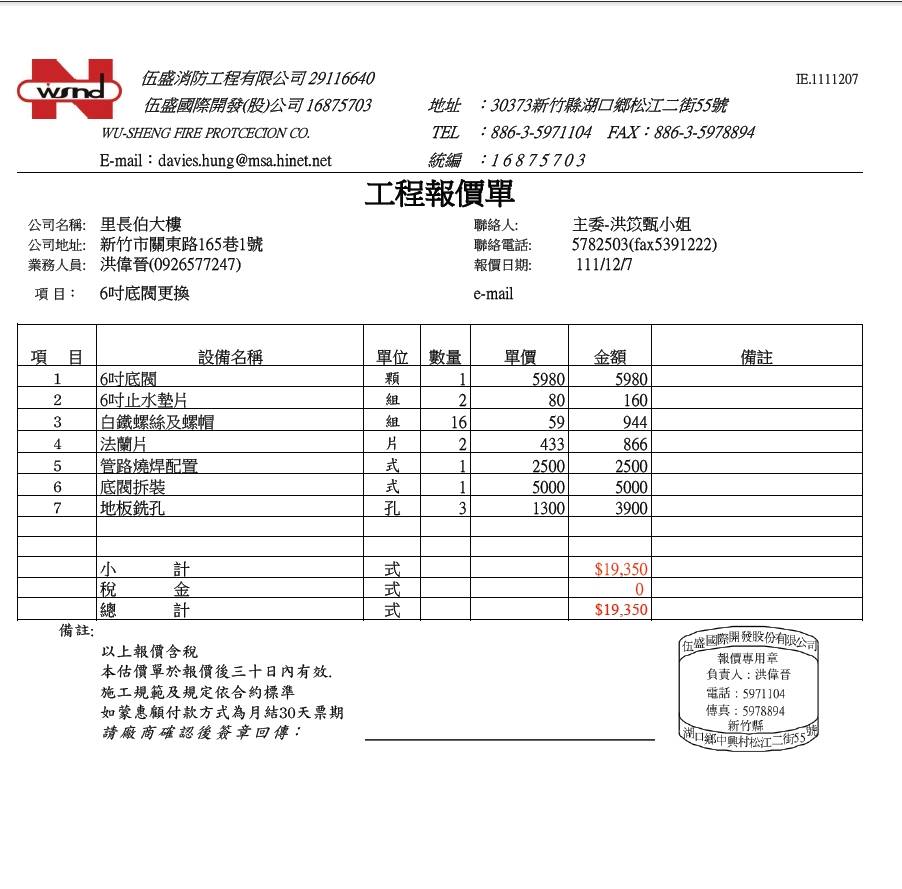 wsmd
伍盛消防工程有限公司 29116640
IE.1111207
伍盛國際開發(股)公司 16875703
地址 ：30373新竹縣湖口鄉松江二街55號
WU-SHENG FIRE PROTCECION CO.
TEL ：886-3-5971104 FAX：886-3-5978894
E-mail：davies.hung@msa.hinet.net
統編 ：16875703
工程報價單
公司名稱: 里長伯大樓
聯絡人: 主委-洪笅甄小姐
公司地址: 新竹市關東路165巷1號
聯絡電話: 5782503(fax5391222)
業務人員: 洪偉晉(0926577247)
報價日期: 111/12/7
項目： 6吋底閥更換
e-mail
項 目 設備名稱 單位 數量 單價 金額 備註
1 6吋底閥 顆 1 5980 5980
2 6吋止水墊片 組 2 80 160
3 白鐵螺絲及螺帽 組 16 59 944
4 法蘭片 片 2 433 866
5 管路燒焊配置 式 1 2500 2500
6 底閥拆裝 式 1 5000 5000
7 地板銑孔 孔 3 1300 3900
小 計 式 $19,350
稅 金 式 0
總 計 式 $19,350
備註:
以上報價含稅
本估價單於報價後三十日內有效.
施工規範及規定依合約標準
如蒙惠顧付款方式為月結30天票期
請廠商確認後簽章回傳：
伍盛國際開發股份有限公司
報價專用章
負責人：洪偉晉
電話：5971104
傳真：5978894
新竹縣
湖口鄉中興村松江二街55號